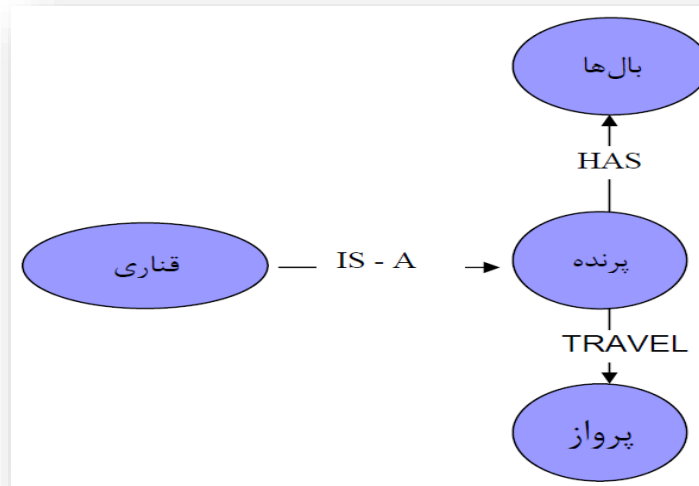 بال‌ها
HAS
قناری
IS - A
پرنده
TRAVEL
پرواز